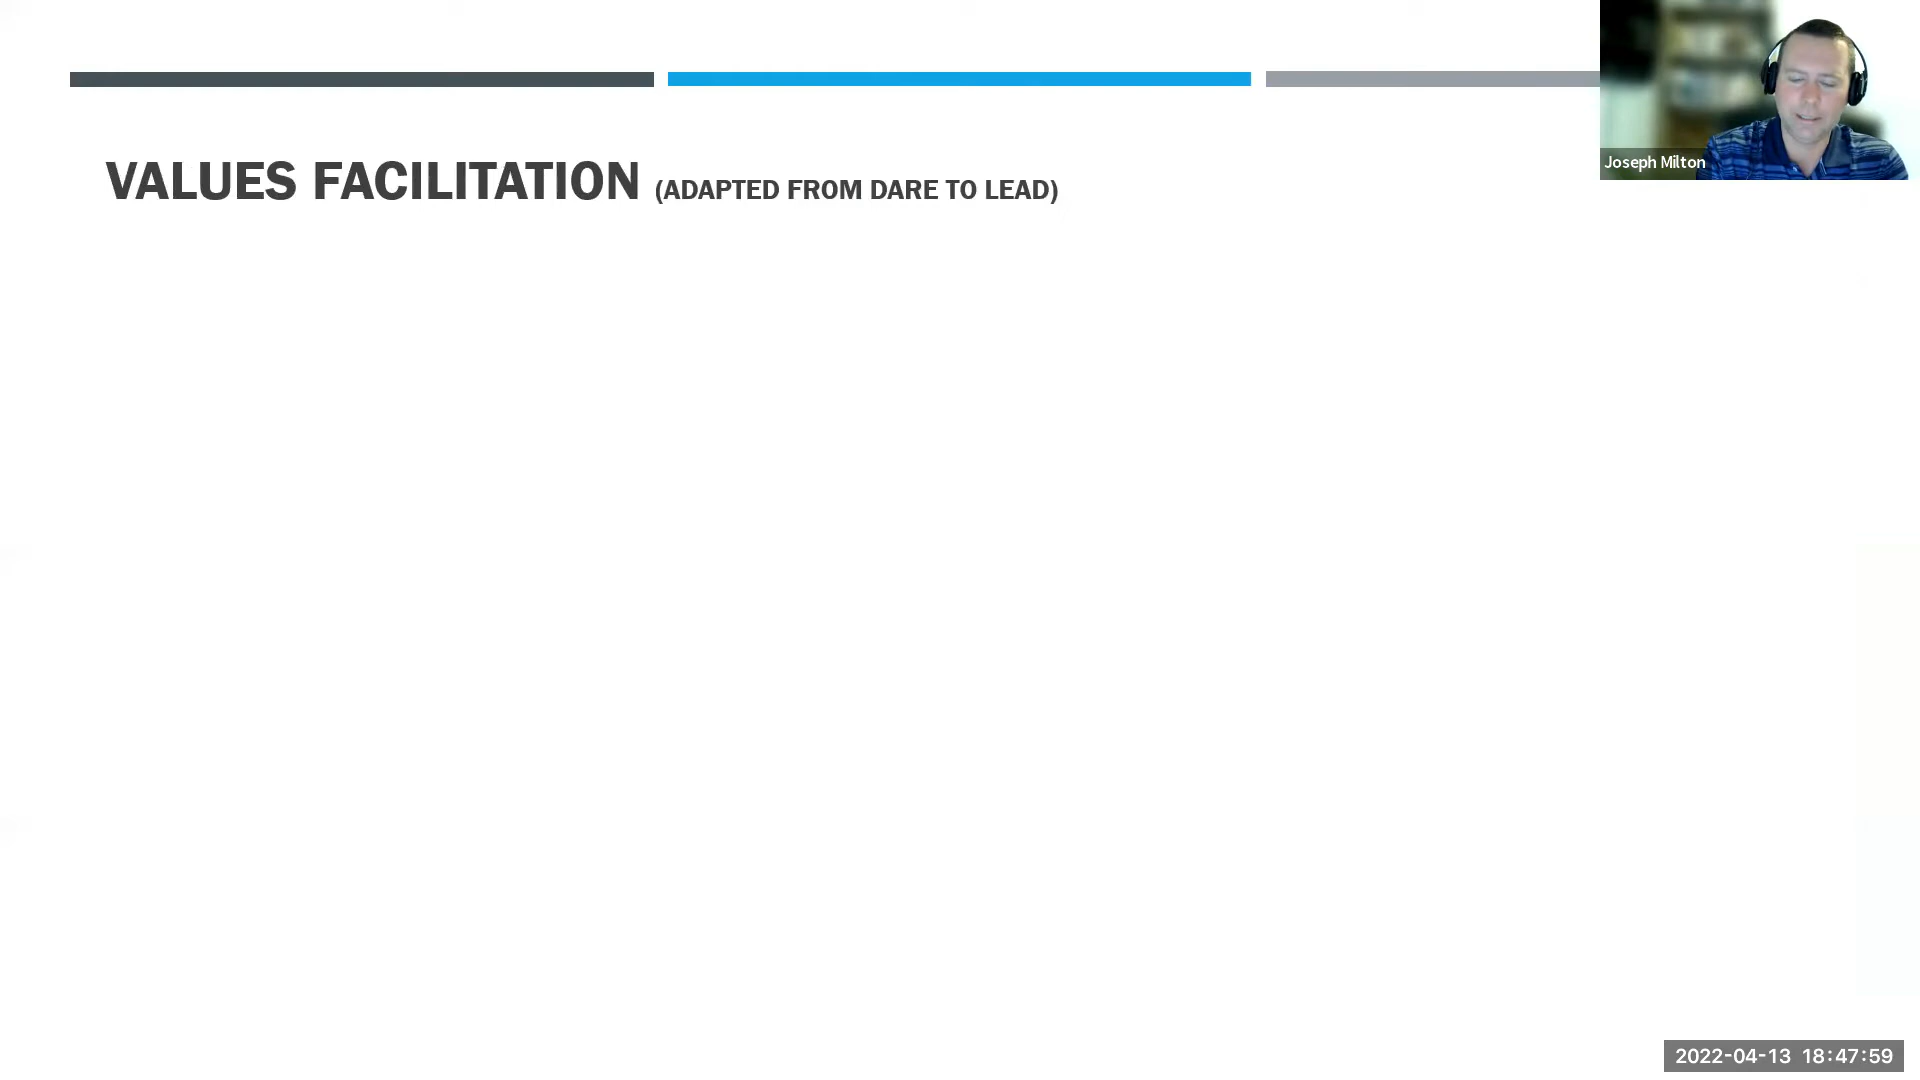 VALUES FACILITATION (ADAPTED FROM DARE TO LEAD)
Joseph Milton
2022-04-13 18:47:59